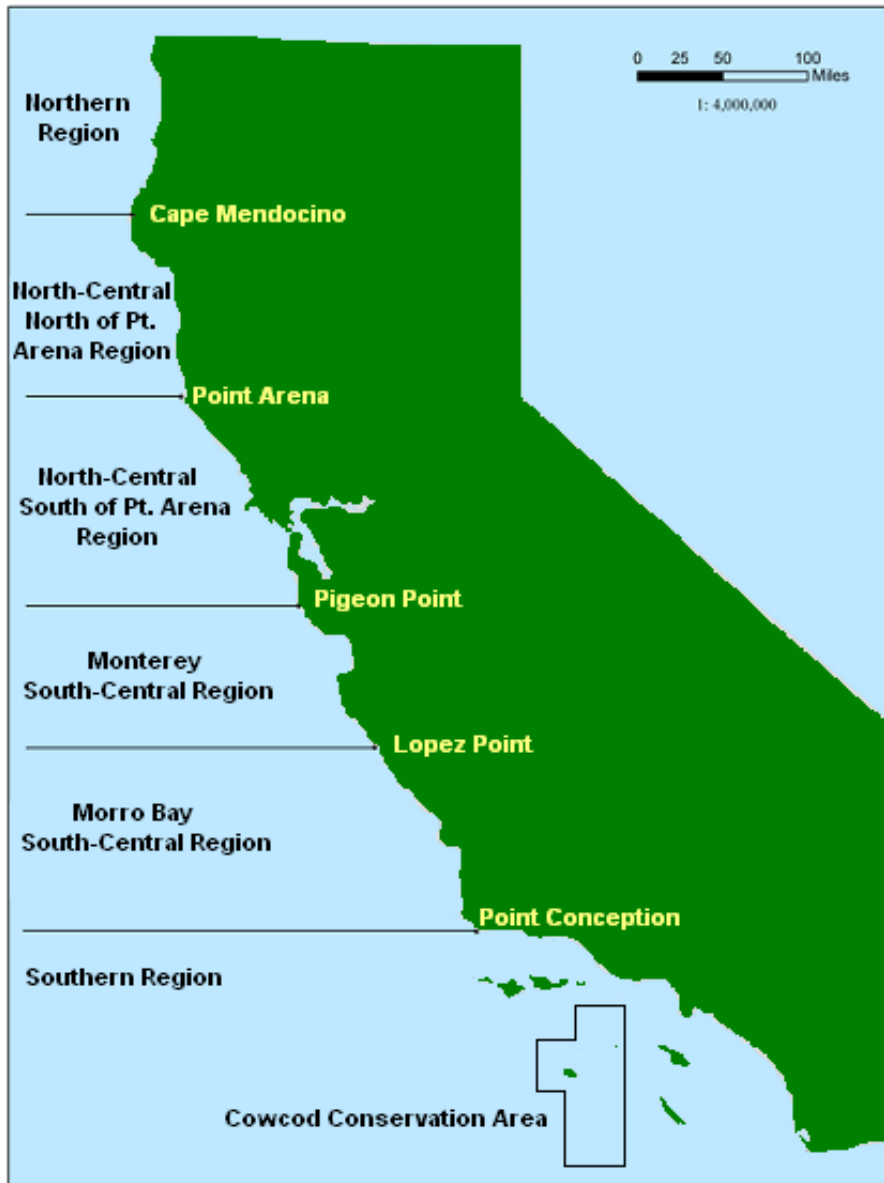 0 25 50 100
Miles
1: 4,000,000
Northern
Region
Cape Mendocino
North-Central
North of Pt.
Arena Region
Point Arena
North-Central
South of Pt. Arena
Region
Pigeon Point
Monterey
South-Central Region
Lopez Point
Morro Bay
South-Central Region
Point Conception
Southern Region
Cowcod Conservation Area